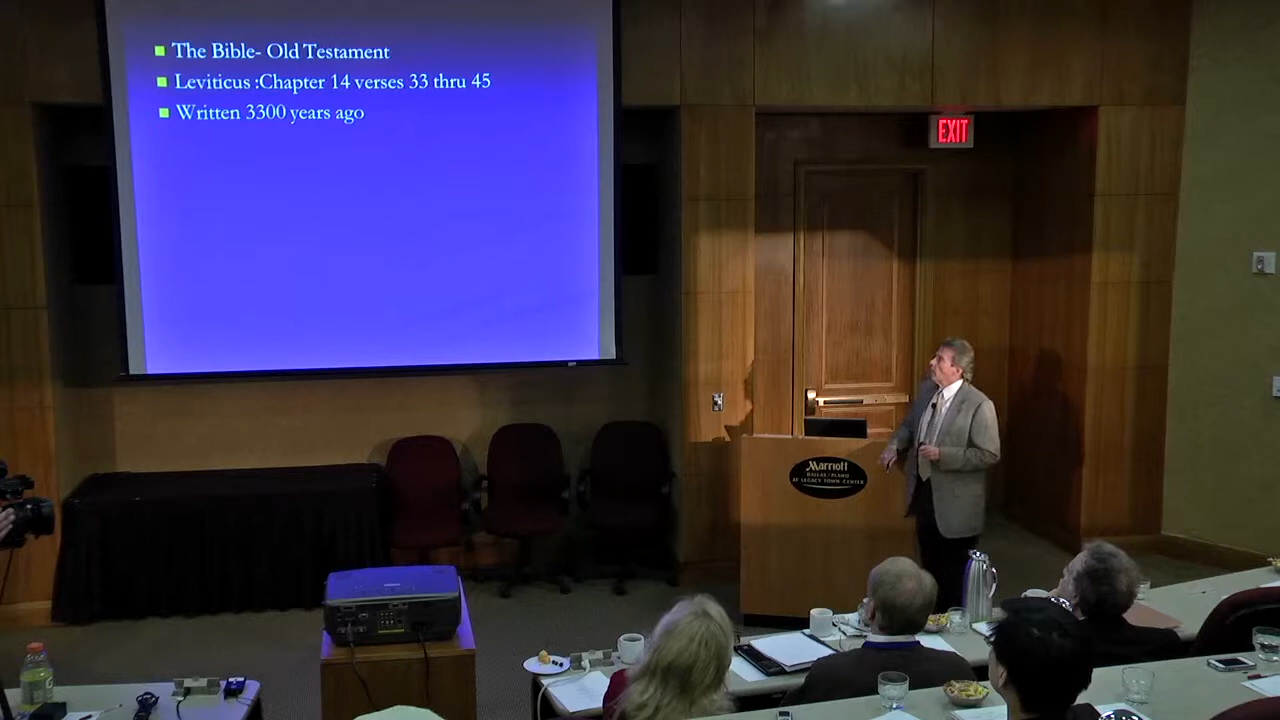 The Bible- Old Testament
Leviticus :Chapter 14 verses 33 thru 45
Written 3300 years ago
EXIT
Marriott
DALLAS / PLANO
AT LEGACY TOWN CENTER